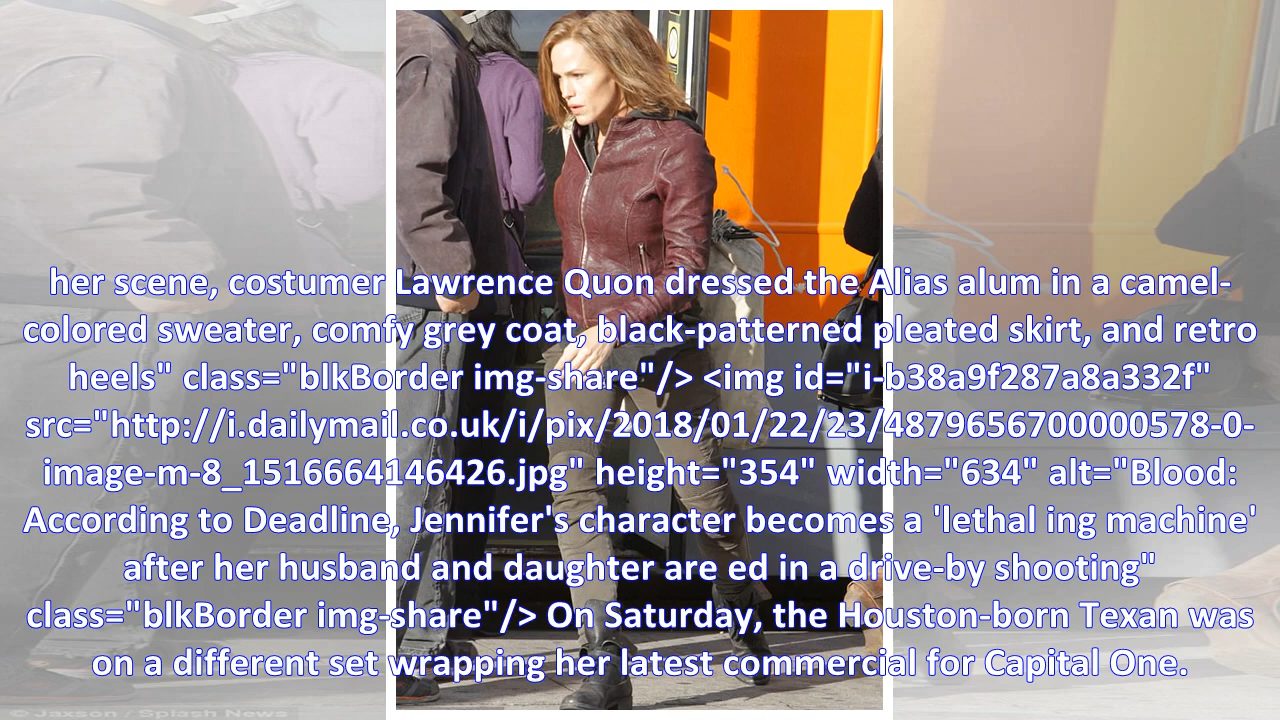 her scene, costumer Lawrence Quon dressed the Alias alum in a camel-
colored sweater, comfy grey coat, black-patterned pleated skirt, and retro
heels" class="blkBorder img-share"/> <img id="i-b38a9f287a8a332f"
src="http://i.dailymail.co.uk/i/pix/2018/01/22/23/4879656700000578-0-
image-m-8_1516664146426.jpg" height="354" width="634" alt="Blood:
According to Deadline, Jennifer's character becomes a 'lethal ing machine'
after her husband and daughter are ed in a drive-by shooting"
class="blkBorder img-share"/> On Saturday, the Houston-born Texan was
on a different set wrapping her latest commercial for Capital One.
© Jaxson / Splash News